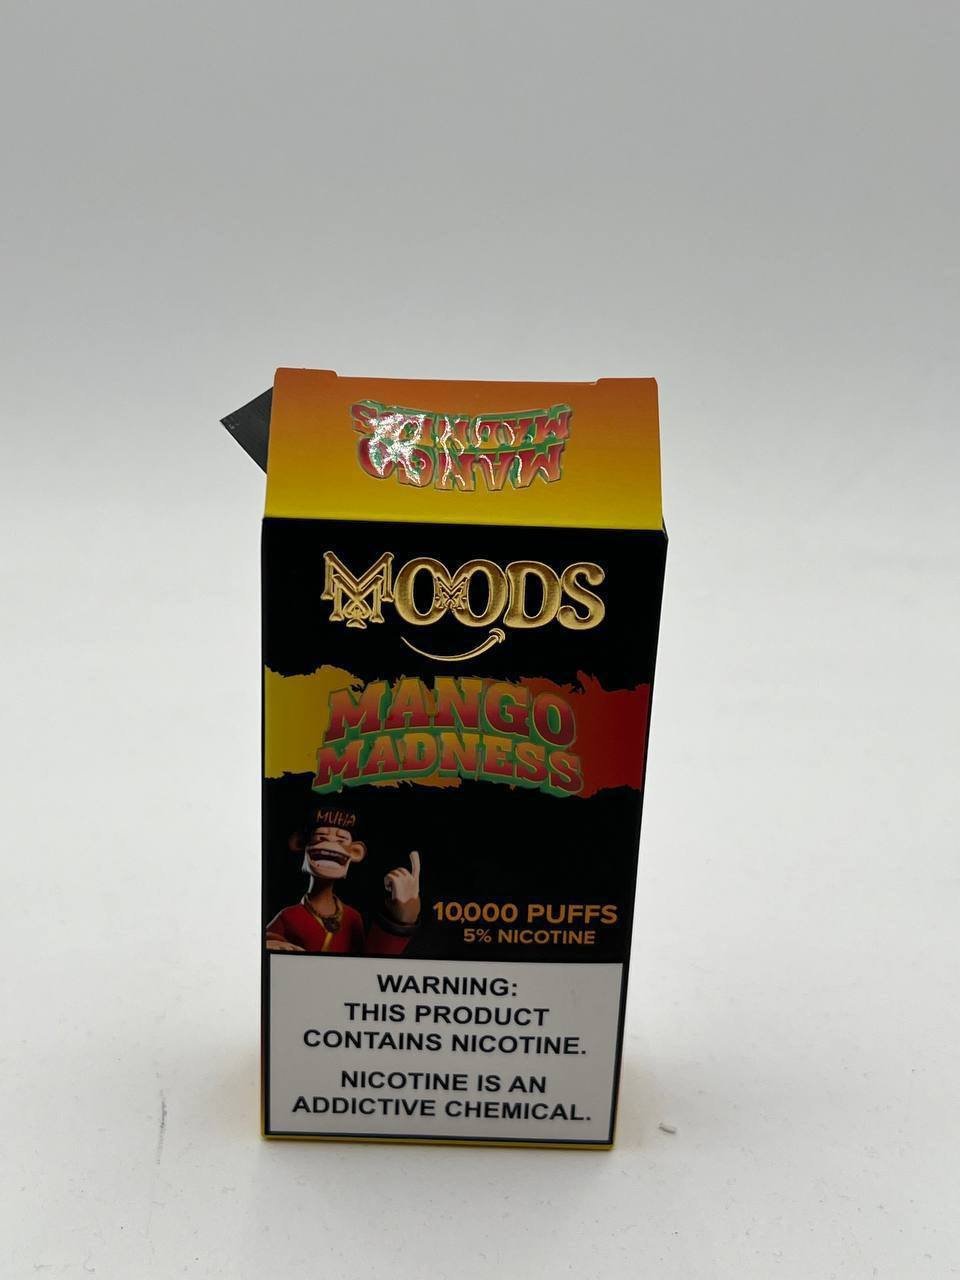 MANGO
MADNESS
MOODS
MANGO
MADNESS
MUHA
10,000 PUFFS
5% NICOTINE
WARNING:
THIS PRODUCT
CONTAINS NICOTINE.
NICOTINE IS AN
ADDICTIVE CHEMICAL.